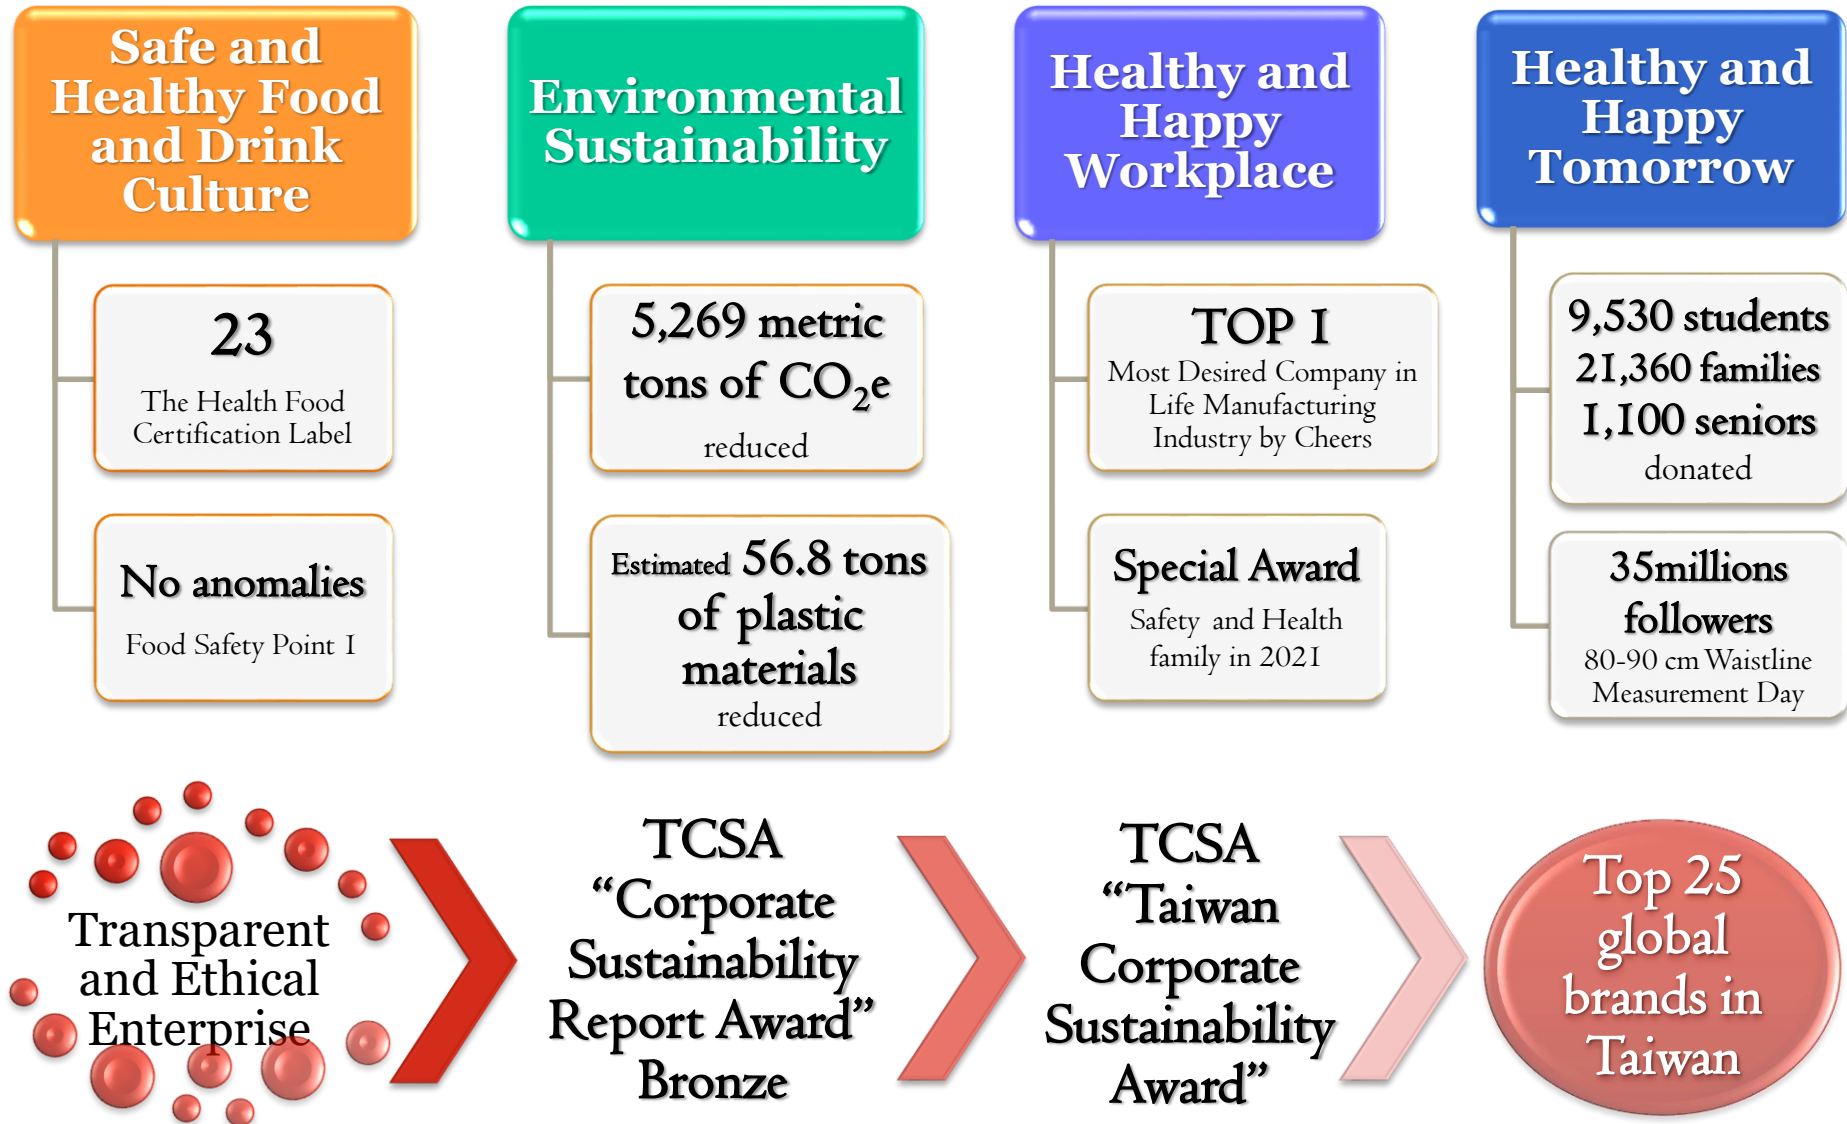 Safe and
Healthy Food
and Drink
Culture
23
The Health Food
Certification Label
No anomalies
Food Safety Point 1
Environmental
Sustainability
5,269 metric
tons of CO₂e
reduced
Estimated 56.8 tons
of plastic
materials
reduced
Healthy and
Happy
Workplace
TOP 1
Most Desired Company in
Life Manufacturing
Industry by Cheers
Special Award
Safety and Health
family in 2021
Healthy and
Happy
Tomorrow
9,530 students
21,360 families
1,100 seniors
donated
35millions
followers
80-90 cm Waistline
Measurement Day
Transparent
and Ethical
Enterprise
TCSA
“Corporate
Sustainability
Report Award”
Bronze
TCSA
“Taiwan
Corporate
Sustainability
Award”
Top 25
global
brands in
Taiwan